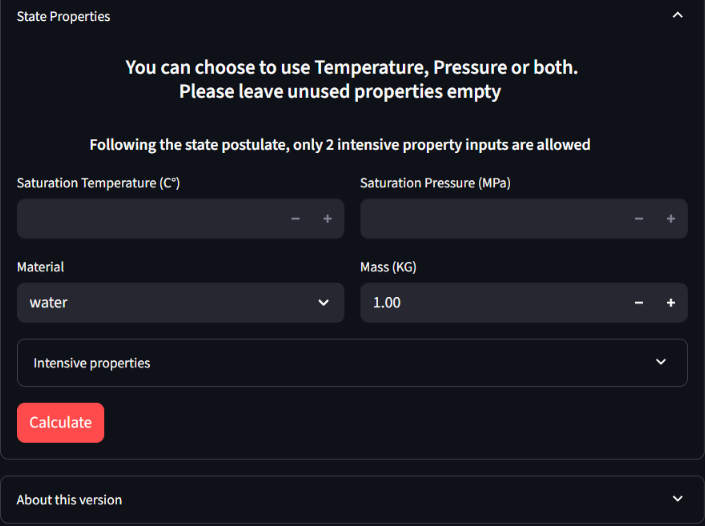 State Properties
You can choose to use Temperature, Pressure or both.
Please leave unused properties empty
Following the state postulate, only 2 intensive property inputs are allowed
Saturation Temperature (C°)
Saturation Pressure (MPa)
Material
Mass (KG)
water
1.00
Intensive properties
Calculate
About this version